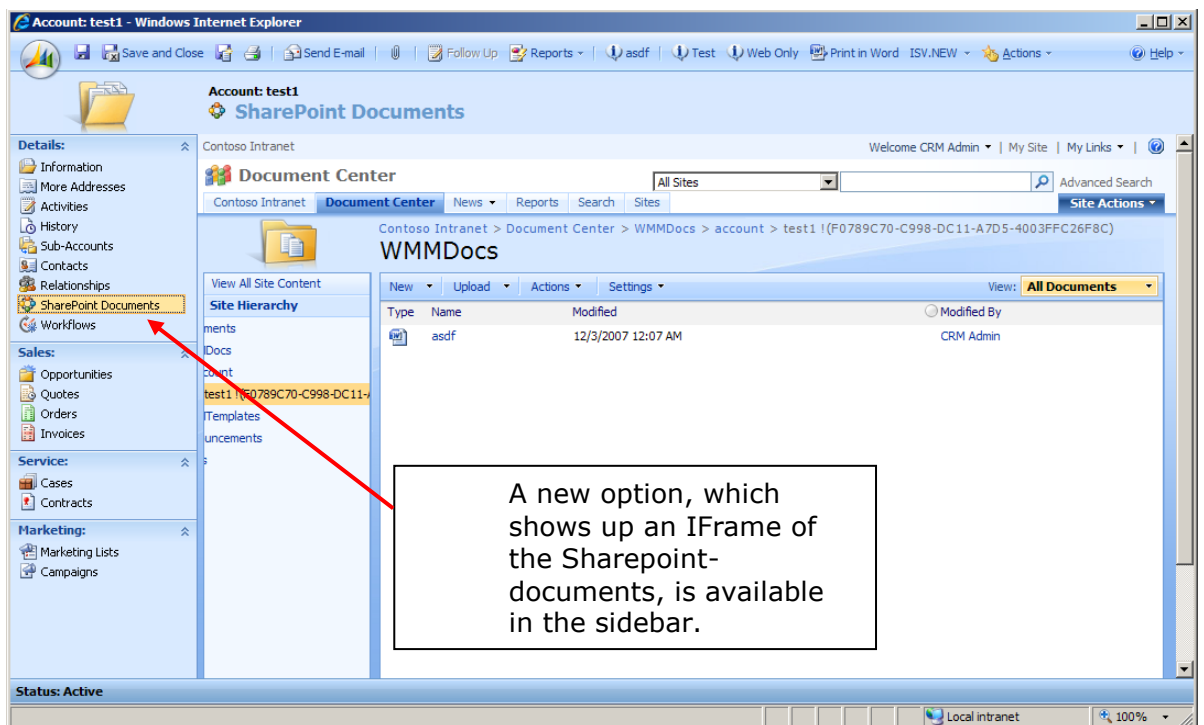 Account: test1 - Windows Internet Explorer
Save and Close Send E-mail Follow Up Reports asdf Test Web Only Print in Word ISV.NEW Actions Help
Account: test1
SharePoint Documents
Details:
Information
More Addresses
Activities
History
Sub-Accounts
Contacts
Relationships
SharePoint Documents
Workflows
Sales:
Opportunities
Quotes
Orders
Invoices
Service:
Cases
Contracts
Marketing:
Marketing Lists
Campaigns
Contoso Intranet Welcome CRM Admin | My Site | My Links |
Document Center All Sites Advanced Search
Contoso Intranet Document Center News Reports Search Sites Site Actions
Contoso Intranet > Document Center > WMMDocs > account > test1 !(F0789C70-C998-DC11-A7D5-4003FFC26F8C)
WMMDocs
View All Site Content
Site Hierarchy
ments
Docs
count
test1 !(F0789C70-C998-DC11-A
Templates
uncements
s
New Upload Actions Settings View: All Documents
Type Name Modified Modified By
asdf 12/3/2007 12:07 AM CRM Admin
A new option, which
shows up an IFrame of
the Sharepoint-
documents, is available
in the sidebar.
Status: Active
Local intranet 100%